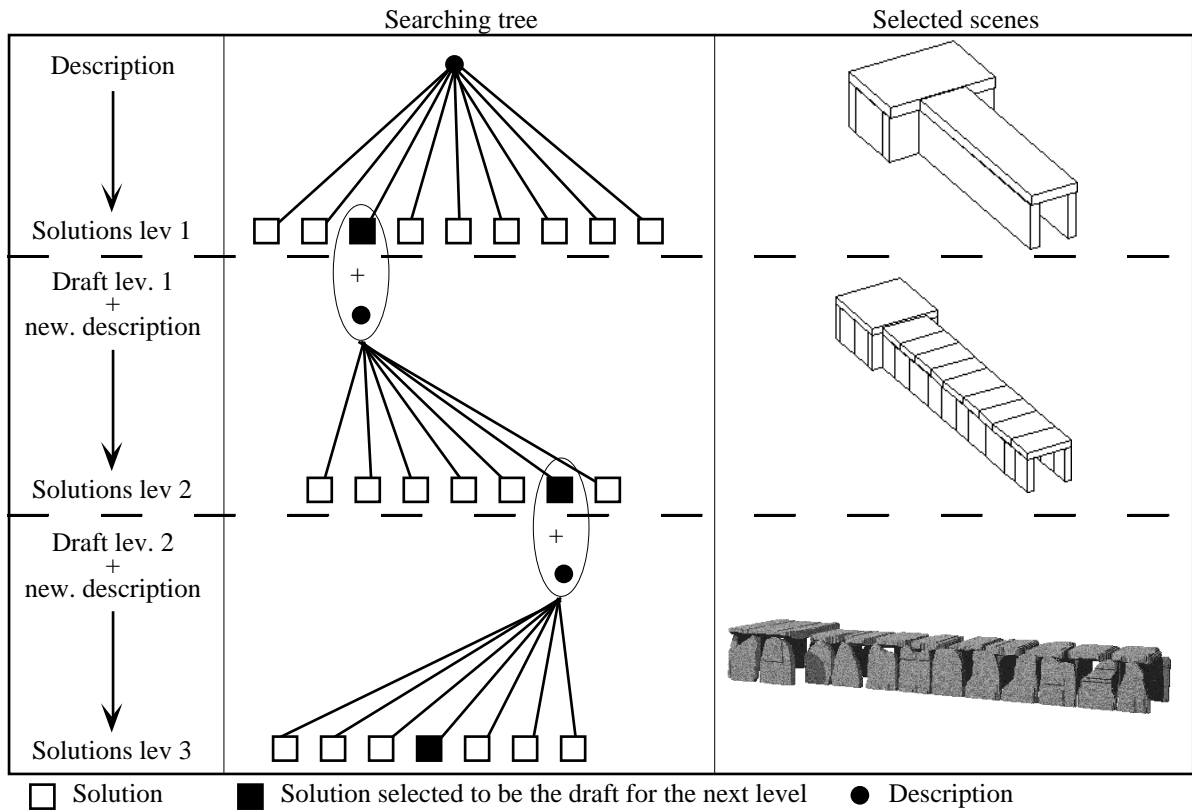 Searching tree
Selected scenes
Description
Solutions lev 1
Draft lev. 1
+
new. description
+
Solutions lev 2
Draft lev. 2
+
new. description
+
Solutions lev 3
Solution
Solution selected to be the draft for the next level
Description